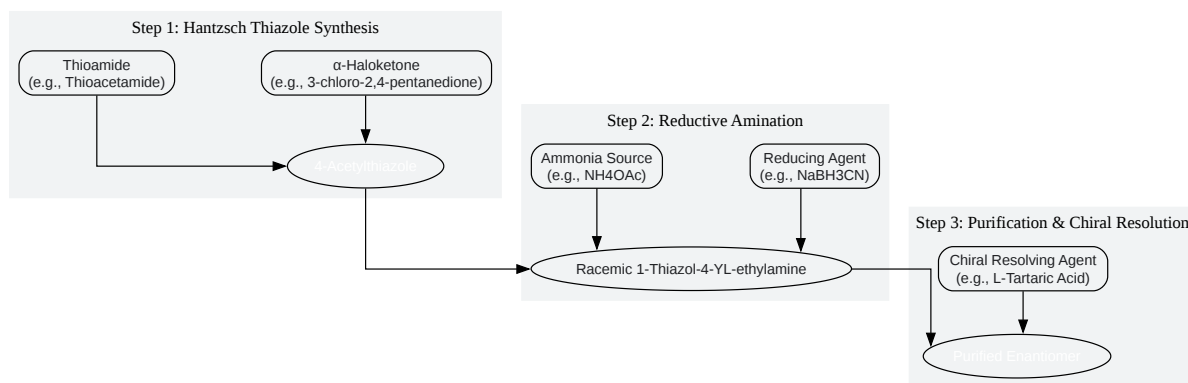 Step 1: Hantzsch Thiazole Synthesis
Thioamide
(e.g., Thioacetamide)
α-Haloketone
(e.g., 3-chloro-2,4-pentanedione)
4-Acetylthiazole
Step 2: Reductive Amination
Ammonia Source
(e.g., NH4OAc)
Reducing Agent
(e.g., NaBH3CN)
Racemic 1-Thiazol-4-YL-ethylamine
Step 3: Purification & Chiral Resolution
Chiral Resolving Agent
(e.g., L-Tartaric Acid)
Purified Enantiomer